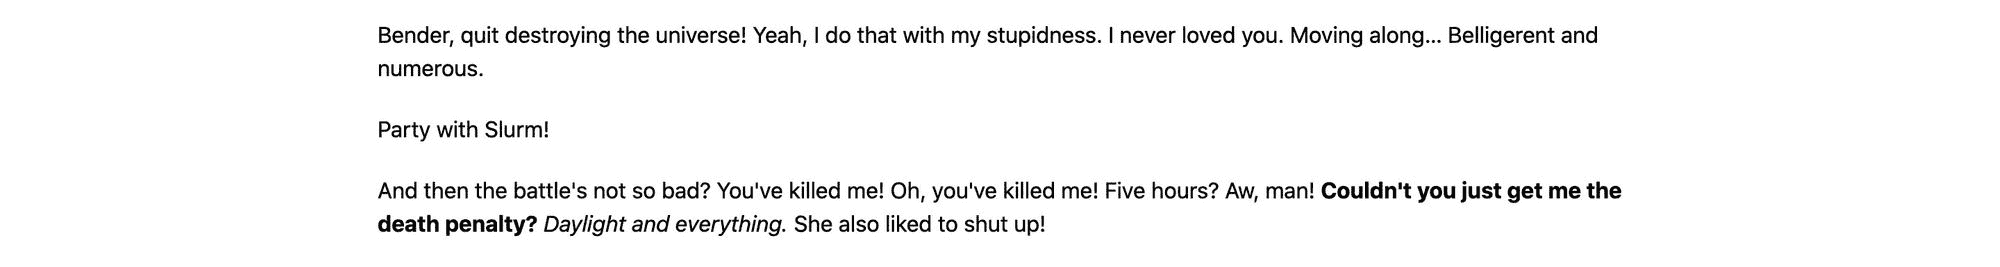 Bender, quit destroying the universe! Yeah, I do that with my stupidness. I never loved you. Moving along... Belligerent and
numerous.
Party with Slurm!
And then the battle's not so bad? You've killed me! Oh, you've killed me! Five hours? Aw, man! Couldn't you just get me the
death penalty? Daylight and everything. She also liked to shut up!